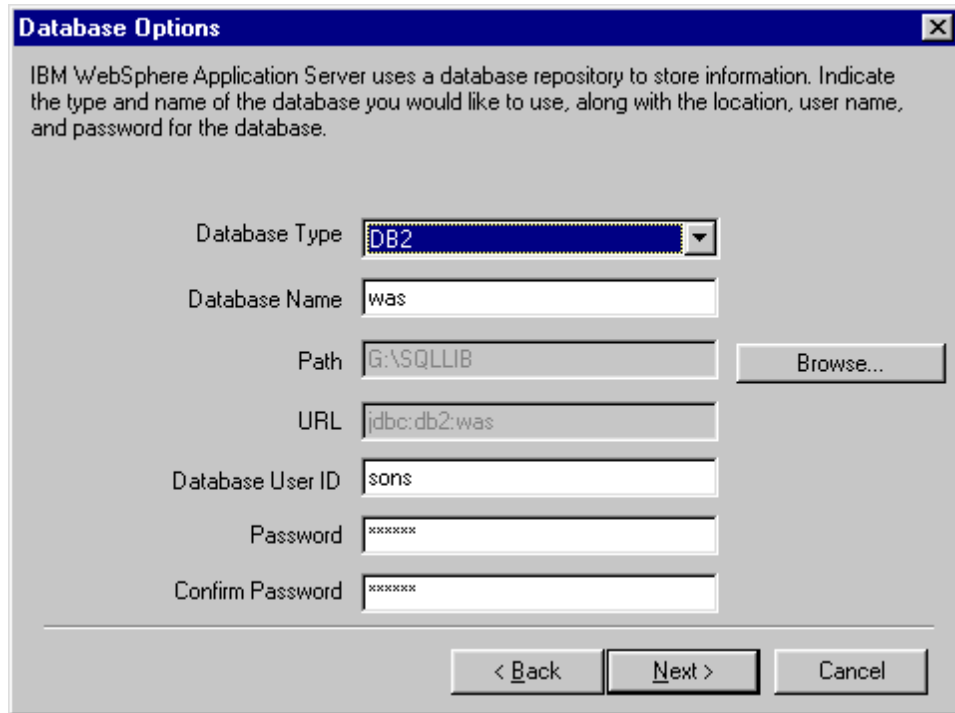 Database Options
IBM WebSphere Application Server uses a database repository to store information. Indicate
the type and name of the database you would like to use, along with the location, user name,
and password for the database.
Database Type DB2
Database Name was
Path G:\SQLLIB Browse...
URL jdbc:db2:was
Database User ID sons
Password ******
Confirm Password ******
< Back Next > Cancel